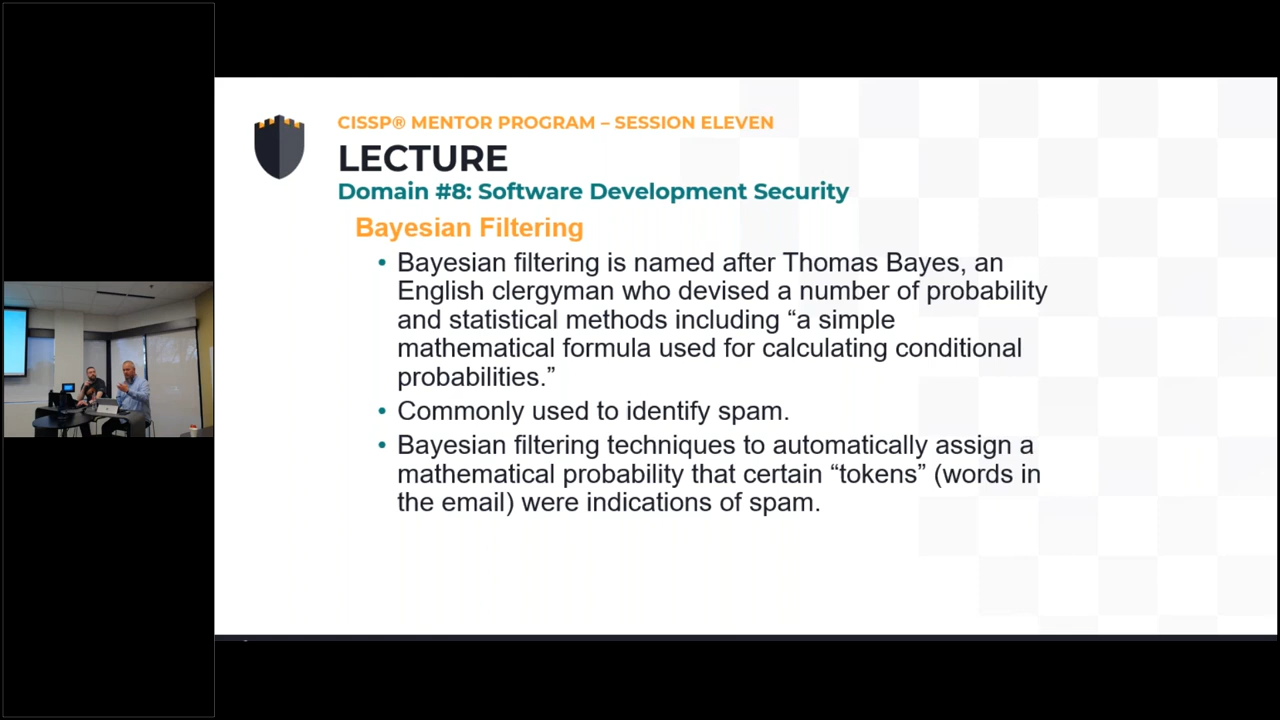 CISSP® MENTOR PROGRAM – SESSION ELEVEN
LECTURE
Domain #8: Software Development Security
Bayesian Filtering
• Bayesian filtering is named after Thomas Bayes, an
English clergyman who devised a number of probability
and statistical methods including “a simple
mathematical formula used for calculating conditional
probabilities.”
• Commonly used to identify spam.
• Bayesian filtering techniques to automatically assign a
mathematical probability that certain “tokens” (words in
the email) were indications of spam.